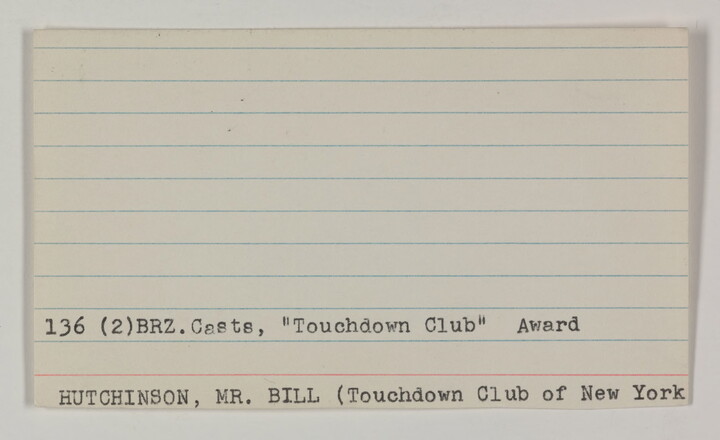 136 (2)BRZ.Casts, "Touchdown Club" Award
HUTCHINSON, MR. BILL (Touchdown Club of New York